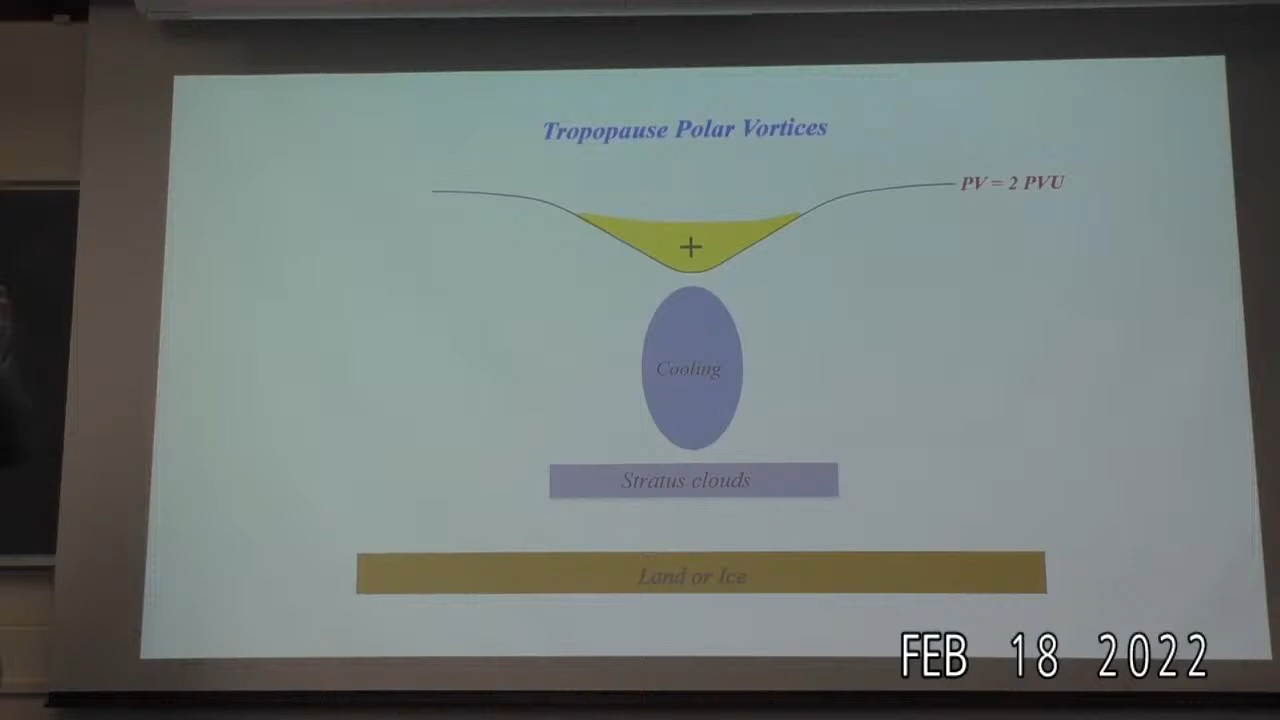 Tropopause Polar Vortices
PV = 2 PVU
+
Cooling
Stratus clouds
Land or Ice
FEB 18 2022